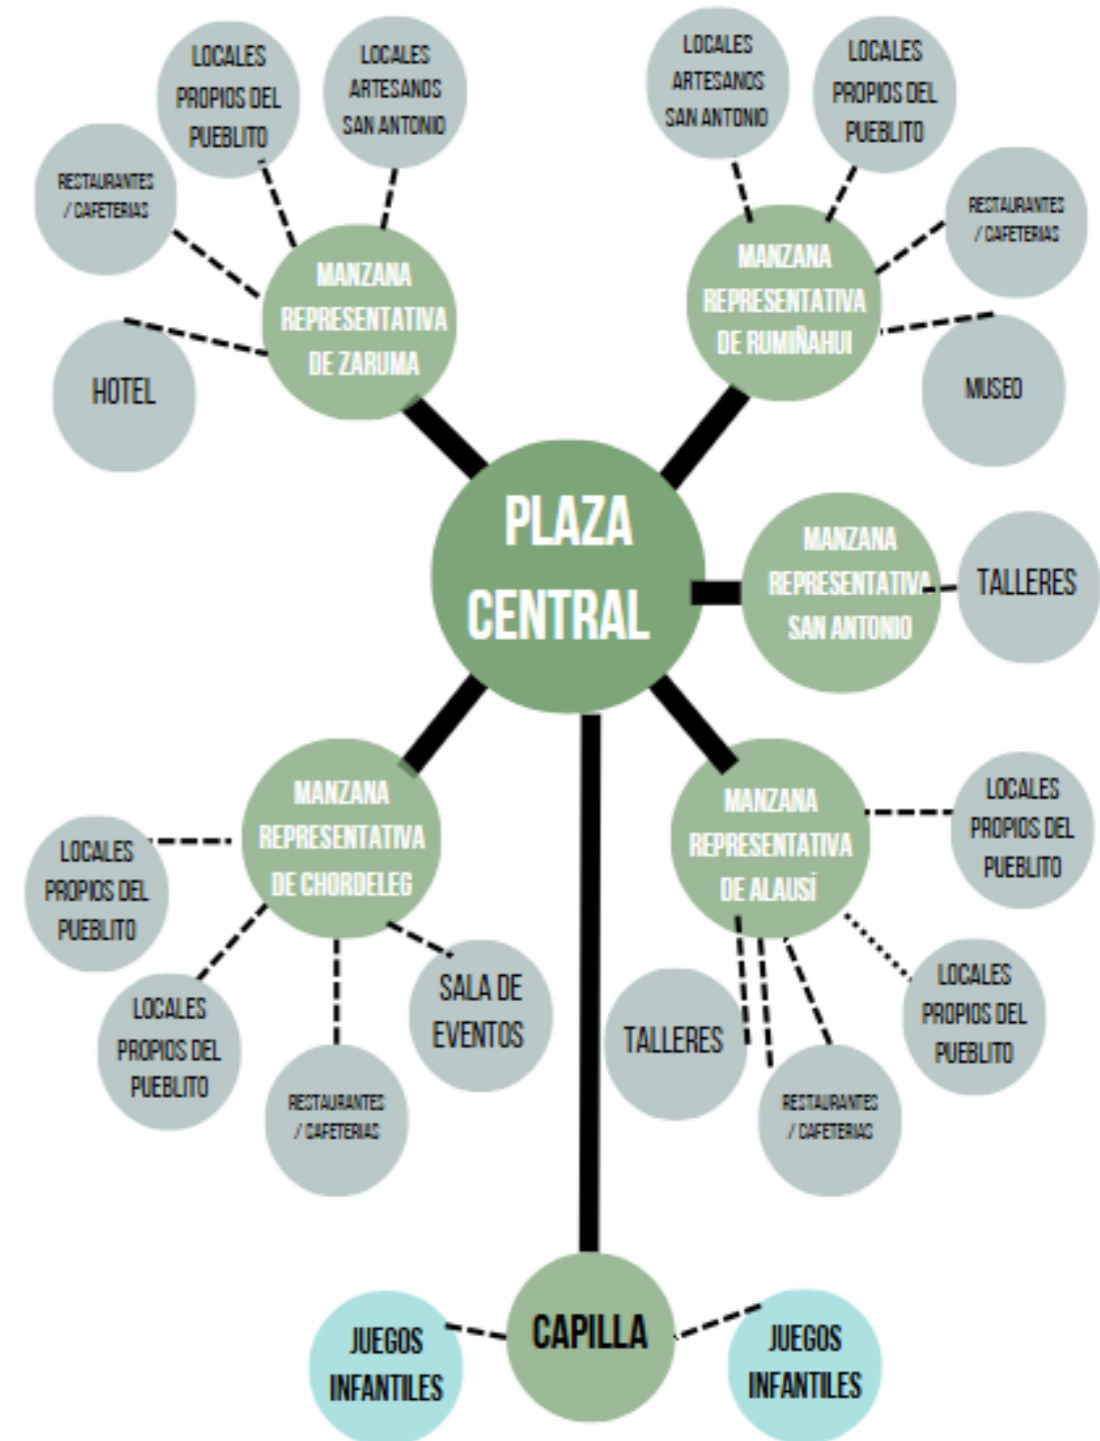 LOCALES
PROPIOS DEL
PUEBLITO
LOCALES
ARTESANOS
SAN ANTONIO
RESTAURANTES
/ CAFETERIAS
HOTEL
MANZANA
REPRESENTATIVA
DE ZARUMA
LOCALES
ARTESANOS
SAN ANTONIO
LOCALES
PROPIOS DEL
PUEBLITO
RESTAURANTES
/ CAFETERIAS
MUSEO
MANZANA
REPRESENTATIVA
DE RUMIÑAHUI
PLAZA
CENTRAL
MANZANA
REPRESENTATIVA
SAN ANTONIO
TALLERES
MANZANA
REPRESENTATIVA
DE CHORDELEG
LOCALES
PROPIOS DEL
PUEBLITO
LOCALES
PROPIOS DEL
PUEBLITO
RESTAURANTES
/ CAFETERIAS
SALA DE
EVENTOS
MANZANA
REPRESENTATIVA
DE ALAUSÍ
LOCALES
PROPIOS DEL
PUEBLITO
LOCALES
PROPIOS DEL
PUEBLITO
TALLERES
RESTAURANTES
/ CAFETERIAS
CAPILLA
JUEGOS
INFANTILES
JUEGOS
INFANTILES